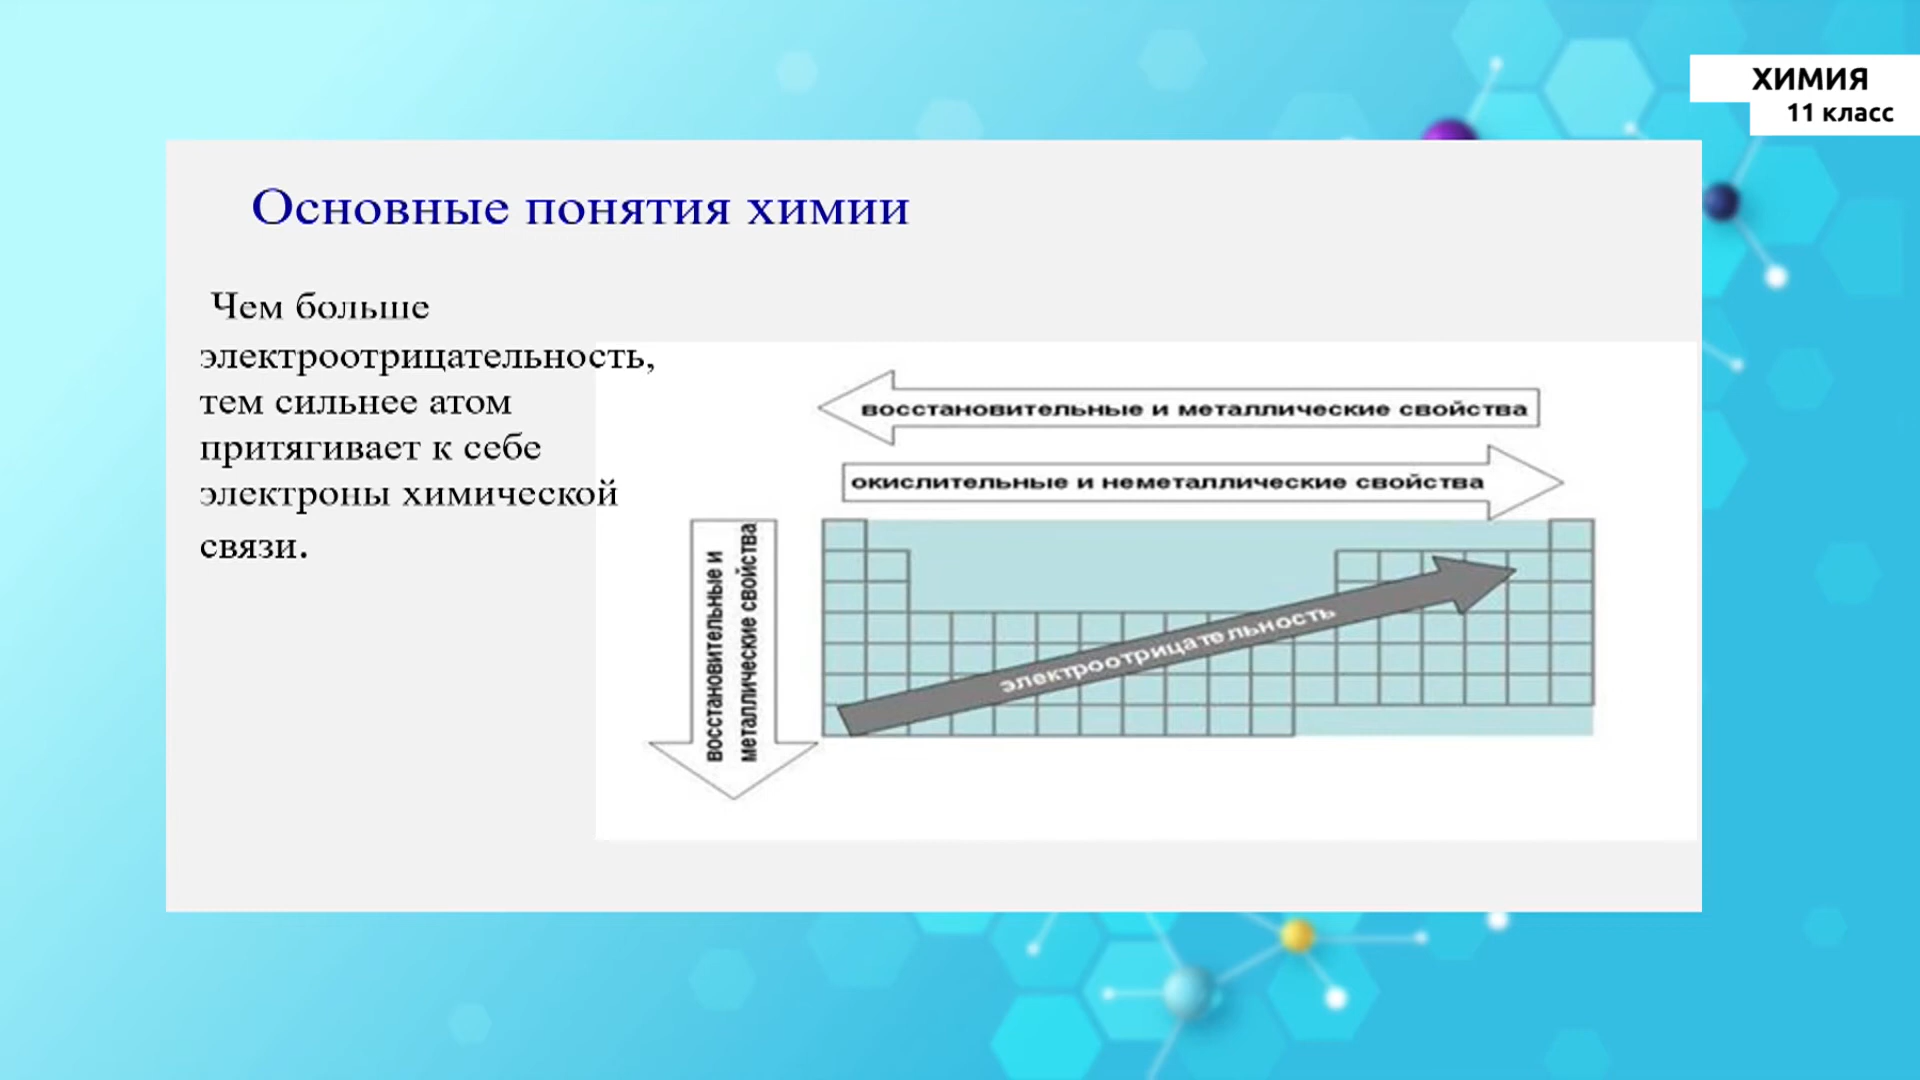 ХИМИЯ
11 класс
Основные понятия химии
Чем больше
электроотрицательность,
тем сильнее атом
притягивает к себе
электроны химической
связи.
восстановительные и металлические свойства
окислительные и неметаллические свойства
восстановительные и
металлические свойства
электроотрицательность